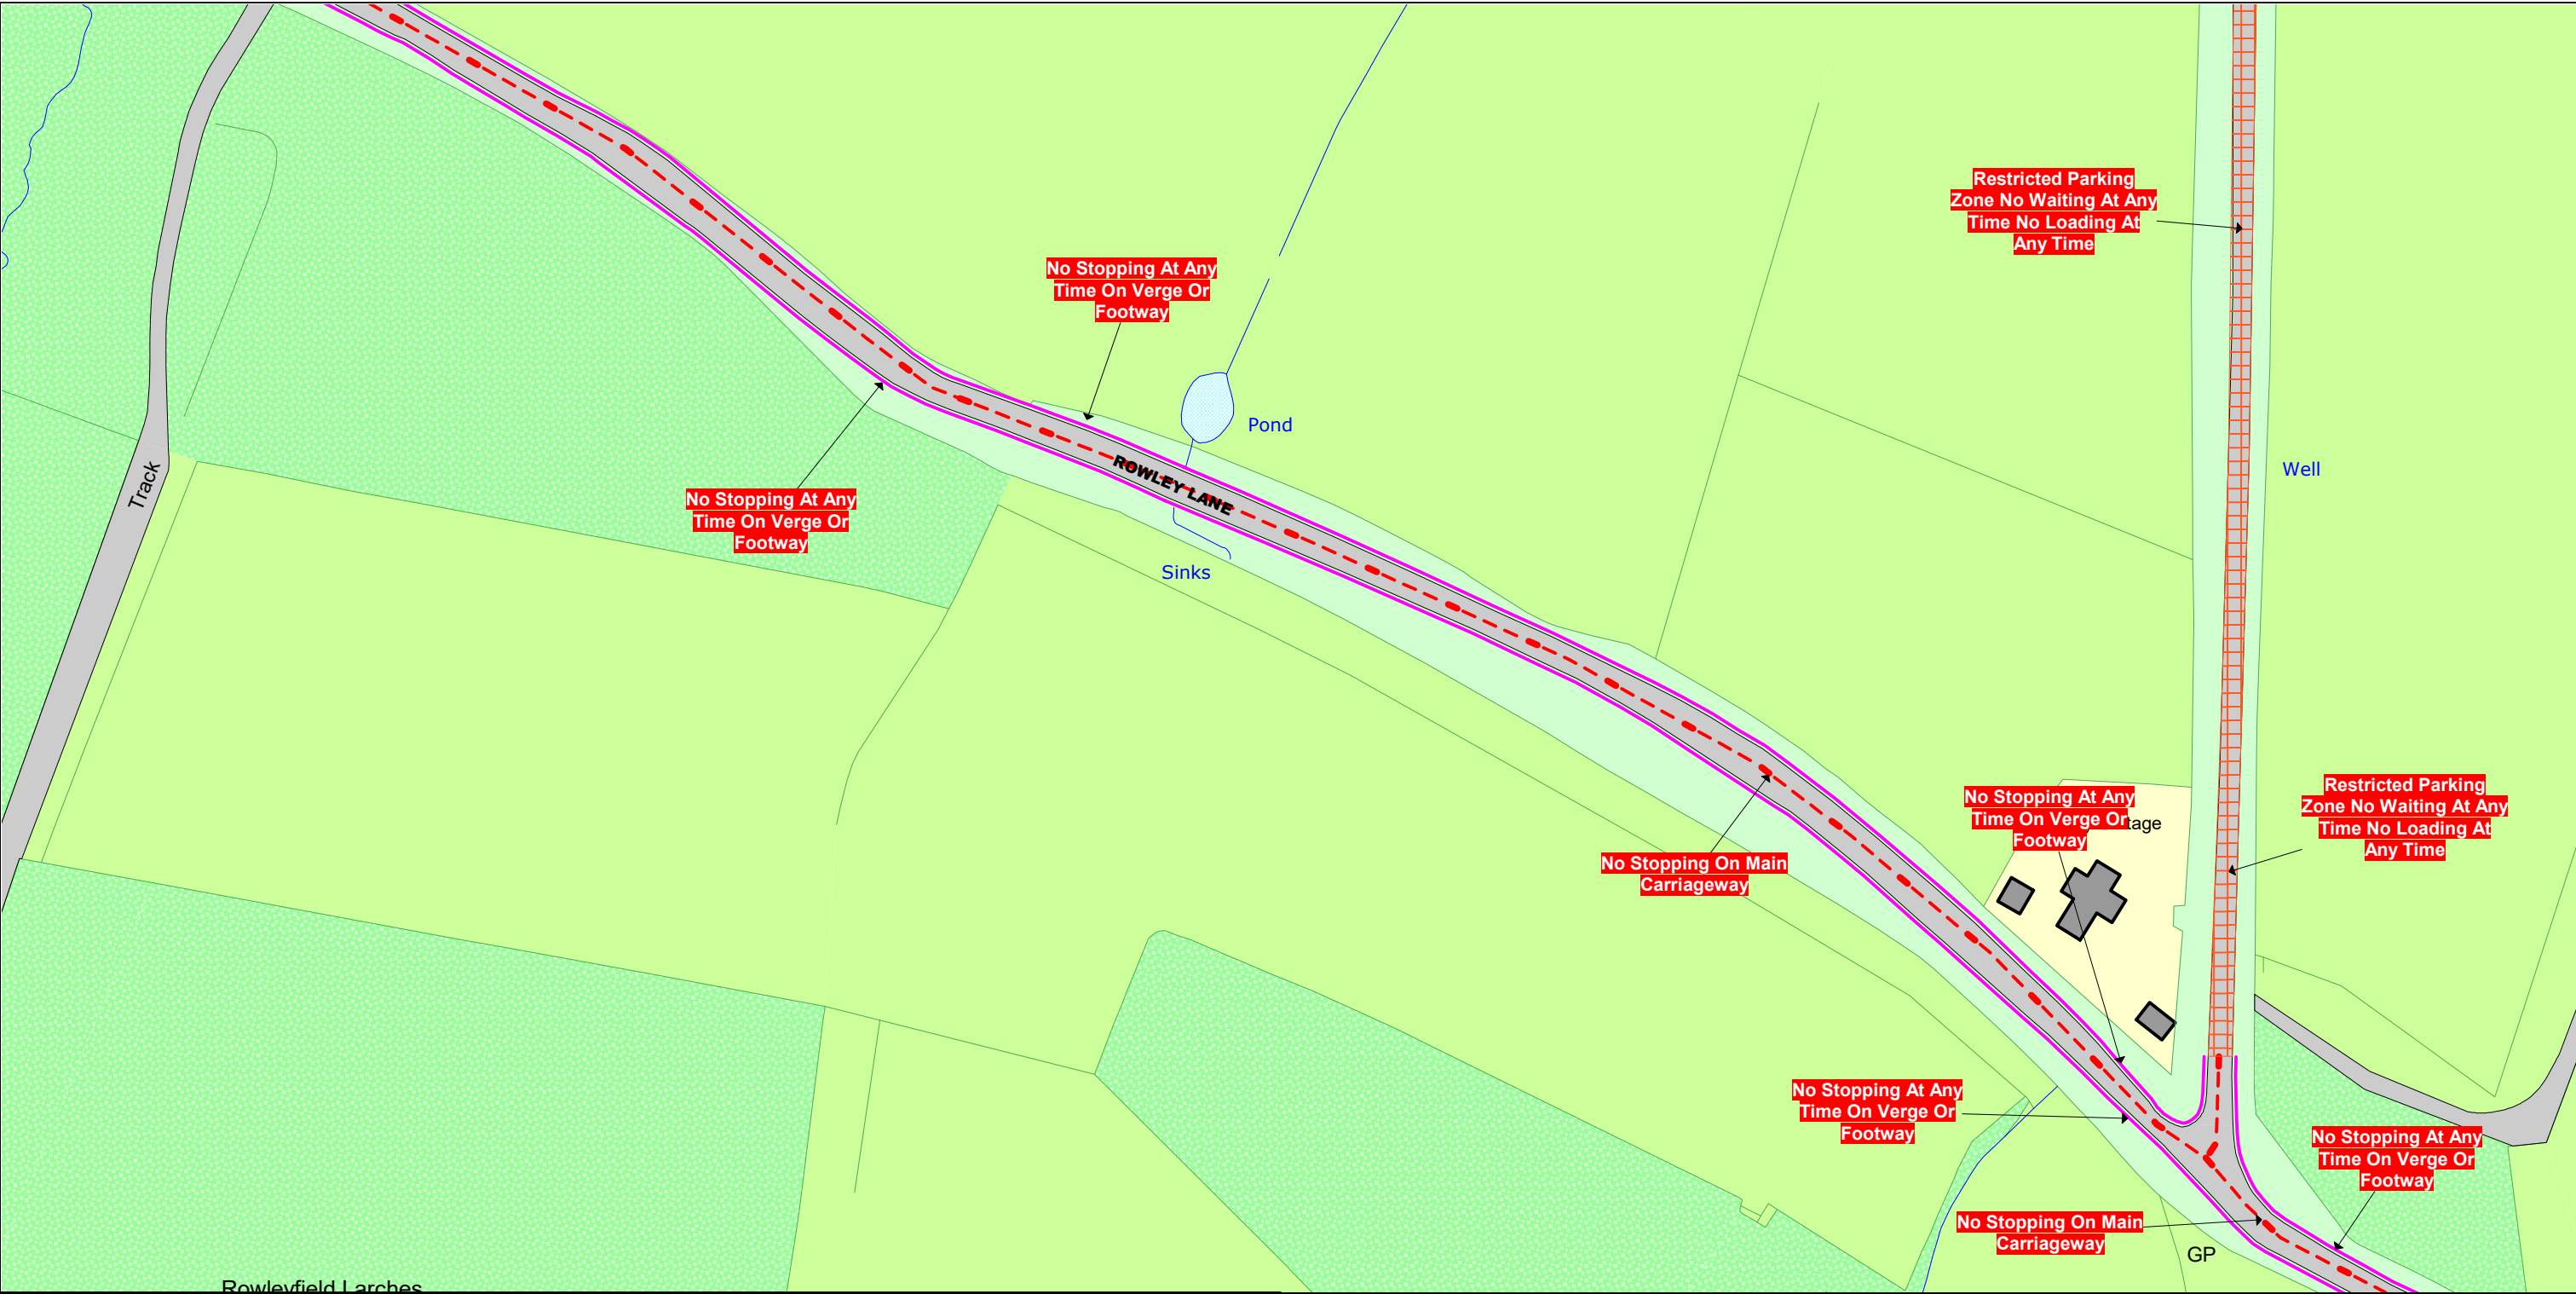 Restricted Parking
Zone No Waiting At Any
Time No Loading At
Any Time
No Stopping At Any
Time On Verge Or
Footway
Pond
ROWLEY LANE
Well
Track
No Stopping At Any
Time On Verge Or
Footway
Sinks
No Stopping At Any
Time On Verge Or
Footway
tage
Restricted Parking
Zone No Waiting At Any
Time No Loading At
Any Time
No Stopping On Main
Carriageway
No Stopping At Any
Time On Verge Or
Footway
No Stopping At Any
Time On Verge Or
Footway
No Stopping On Main
Carriageway
GP
Rowleyfield Larches